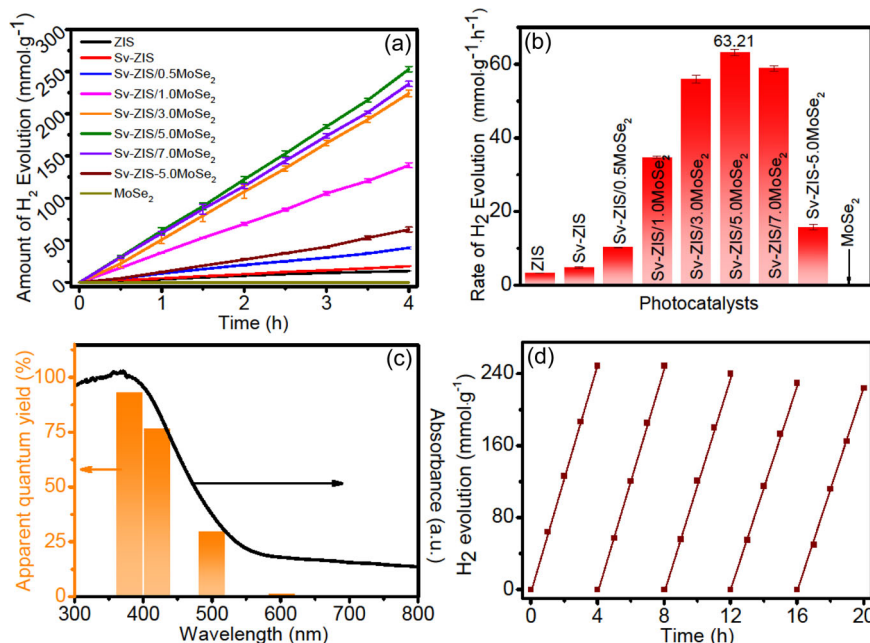 (a)
Amount of H₂ Evolution (mmol·g⁻¹)
300
250
200
150
100
50
0
ZIS
Sv-ZIS
Sv-ZIS/0.5MoSe₂
Sv-ZIS/1.0MoSe₂
Sv-ZIS/3.0MoSe₂
Sv-ZIS/5.0MoSe₂
Sv-ZIS/7.0MoSe₂
Sv-ZIS-5.0MoSe₂
MoSe₂
0 1 2 3 4
Time (h)
(b)
Rate of H₂ Evolution (mmol·g⁻¹·h⁻¹)
60
40
20
0
63.21
ZIS
Sv-ZIS
Sv-ZIS/0.5MoSe₂
Sv-ZIS/1.0MoSe₂
Sv-ZIS/3.0MoSe₂
Sv-ZIS/5.0MoSe₂
Sv-ZIS/7.0MoSe₂
Sv-ZIS-5.0MoSe₂
MoSe₂
Photocatalysts
(c)
Apparent quantum yield (%)
100
75
50
25
0
Absorbance (a.u.)
300 400 500 600 700 800
Wavelength (nm)
(d)
H₂ evolution (mmol·g⁻¹)
240
160
80
0
0 4 8 12 16 20
Time (h)